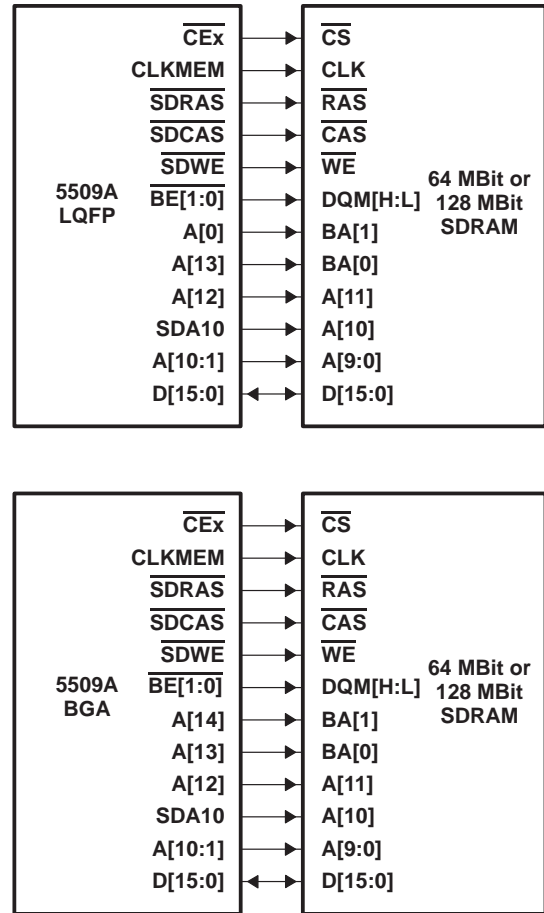 CEx CS
CLKMEM CLK
SDRAS RAS
SDCAS CAS
SDWE WE
5509A
LQFP
BE[1:0] DQM[H:L]
64 MBit or
128 MBit
SDRAM
A[0] BA[1]
A[13] BA[0]
A[12] A[11]
SDA10 A[10]
A[10:1] A[9:0]
D[15:0] D[15:0]
CEx CS
CLKMEM CLK
SDRAS RAS
SDCAS CAS
SDWE WE
5509A
BGA
BE[1:0] DQM[H:L]
64 MBit or
128 MBit
SDRAM
A[14] BA[1]
A[13] BA[0]
A[12] A[11]
SDA10 A[10]
A[10:1] A[9:0]
D[15:0] D[15:0]